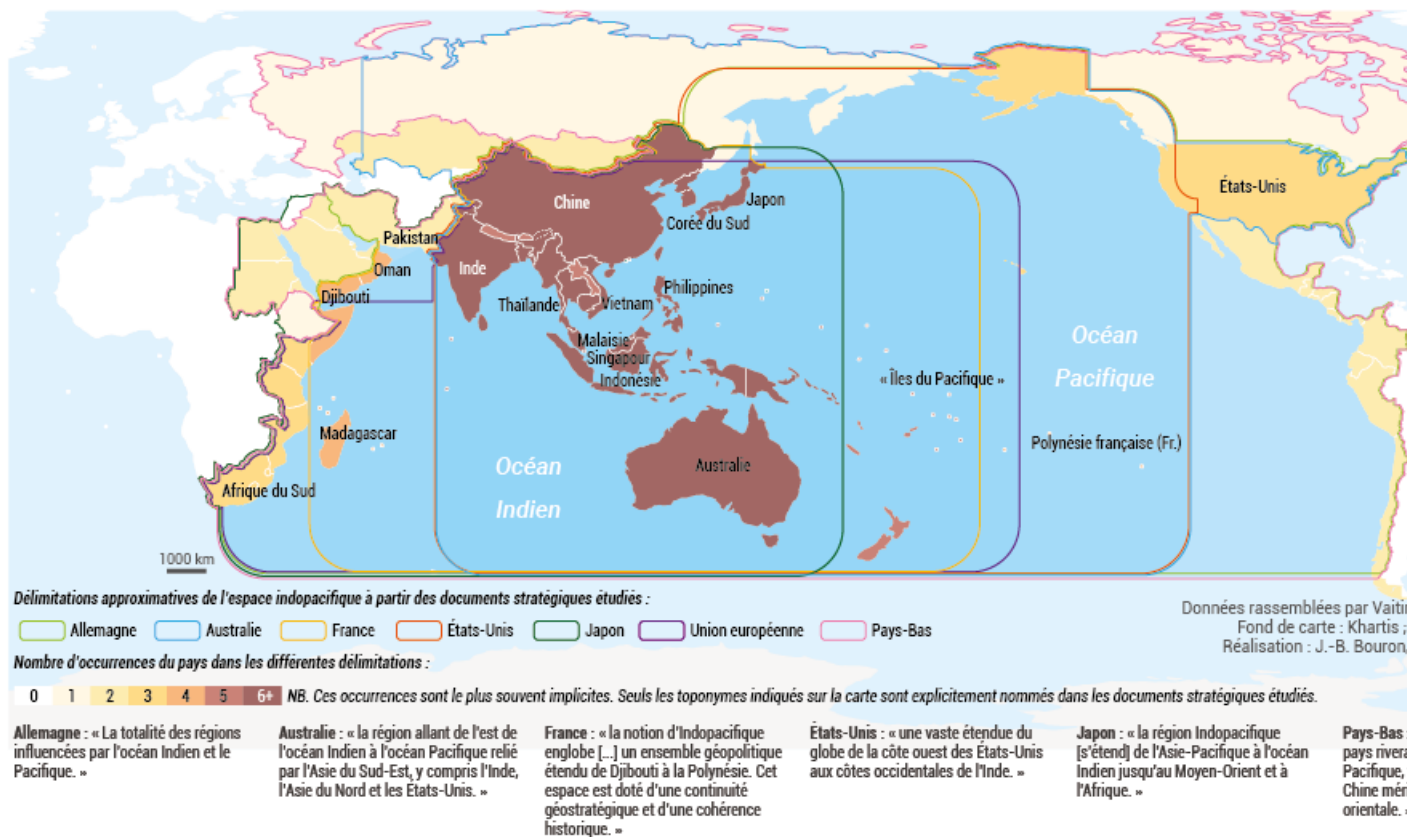 Chine
Japon
Corée du Sud
États-Unis
Pakistan
Oman
Inde
Djibouti
Thaïlande
Vietnam
Philippines
Malaisie
Singapour
Indonésie
« Îles du Pacifique »
Océan
Pacifique
Madagascar
Polynésie française (Fr.)
Océan
Indien
Australie
Afrique du Sud
1000 km
Délimitations approximatives de l'espace indopacifique à partir des documents stratégiques étudiés :
Allemagne Australie France États-Unis Japon Union européenne Pays-Bas
Données rassemblées par
Fond de carte : Khartis ;
Réalisation : J.-B. Bouron,
Nombre d'occurrences du pays dans les différentes délimitations :
0 1 2 3 4 5 6+ NB. Ces occurrences sont le plus souvent implicites. Seuls les toponymes indiqués sur la carte sont explicitement nommés dans les documents stratégiques étudiés.
Allemagne : « La totalité des régions
influencées par l'océan Indien et le
Pacifique. »
Australie : « la région allant de l'est de
l'océan Indien à l'océan Pacifique relié
par l'Asie du Sud-Est, y compris l'Inde,
l'Asie du Nord et les États-Unis. »
France : « la notion d'Indopacifique
englobe [...] un ensemble géopolitique
étendu de Djibouti à la Polynésie. Cet
espace est doté d'une continuité
géostratégique et d'une cohérence
historique. »
États-Unis : « une vaste étendue du
globe de la côte ouest des États-Unis
aux côtes occidentales de l'Inde. »
Japon : « la région Indopacifique
[s'étend] de l'Asie-Pacifique à l'océan
Indien jusqu'au Moyen-Orient et à
l'Afrique. »
Pays-Bas :
pays
Pacifique,
Chine
orientale. »